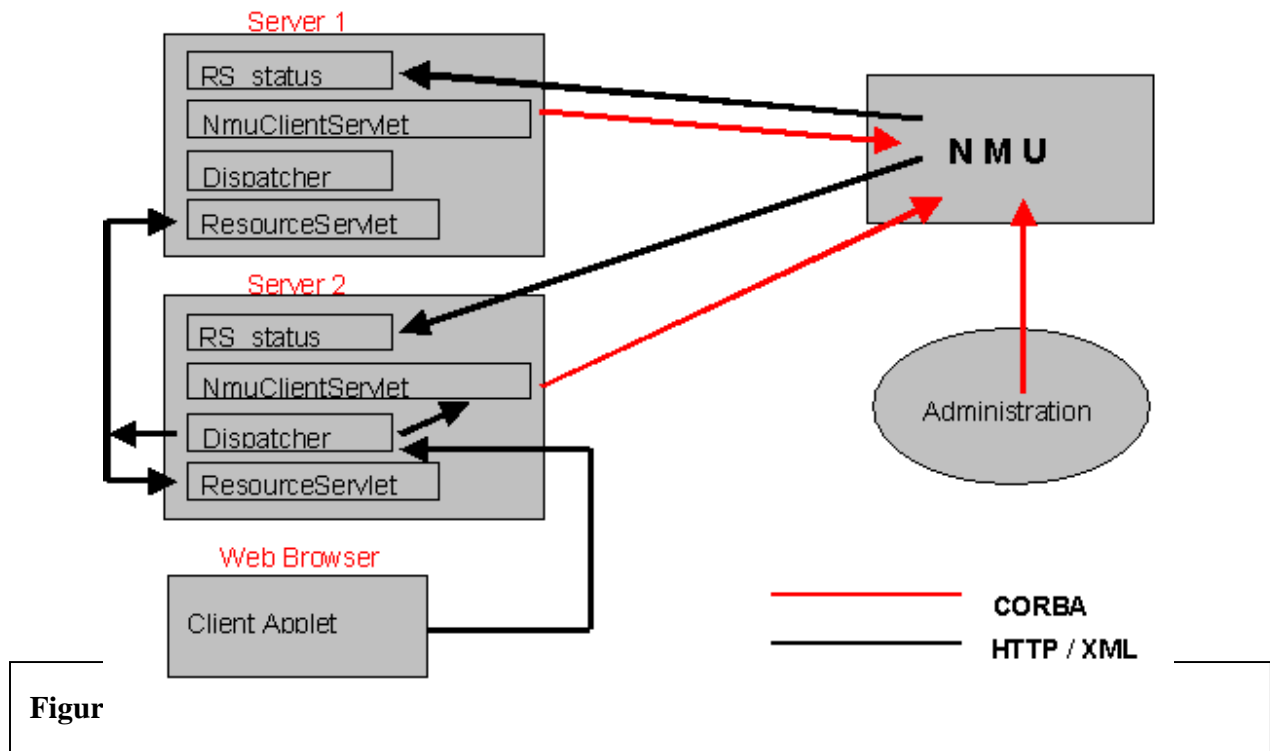 Server 1
RS_status
NmuClientServlet
Dispatcher
ResourceServlet
N M U
Server 2
RS_status
NmuClientServlet
Dispatcher
ResourceServlet
Administration
Web Browser
Client Applet
CORBA
HTTP / XML
Figur